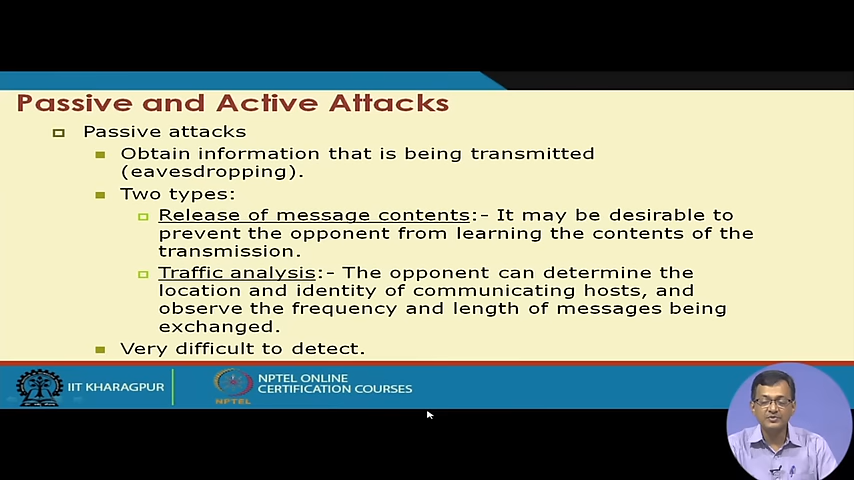 Passive and Active Attacks
Passive attacks
Obtain information that is being transmitted
(eavesdropping).
Two types:
Release of message contents:- It may be desirable to
prevent the opponent from learning the contents of the
transmission.
Traffic analysis:- The opponent can determine the
location and identity of communicating hosts, and
observe the frequency and length of messages being
exchanged.
Very difficult to detect.
IIT KHARAGPUR
NPTEL
NPTEL ONLINE
CERTIFICATION COURSES